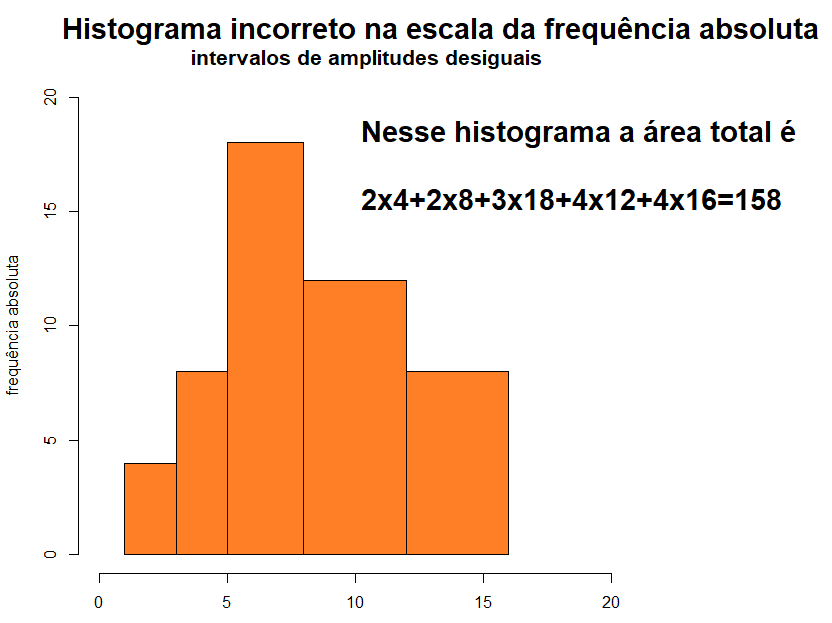 Histograma incorreto na escala da frequência absoluta
intervalos de amplitudes desiguais
Nesse histograma a área total é
2x4+2x8+3x18+4x12+4x16=158
frequência absoluta
20
15
10
5
0
0 5 10 15 20